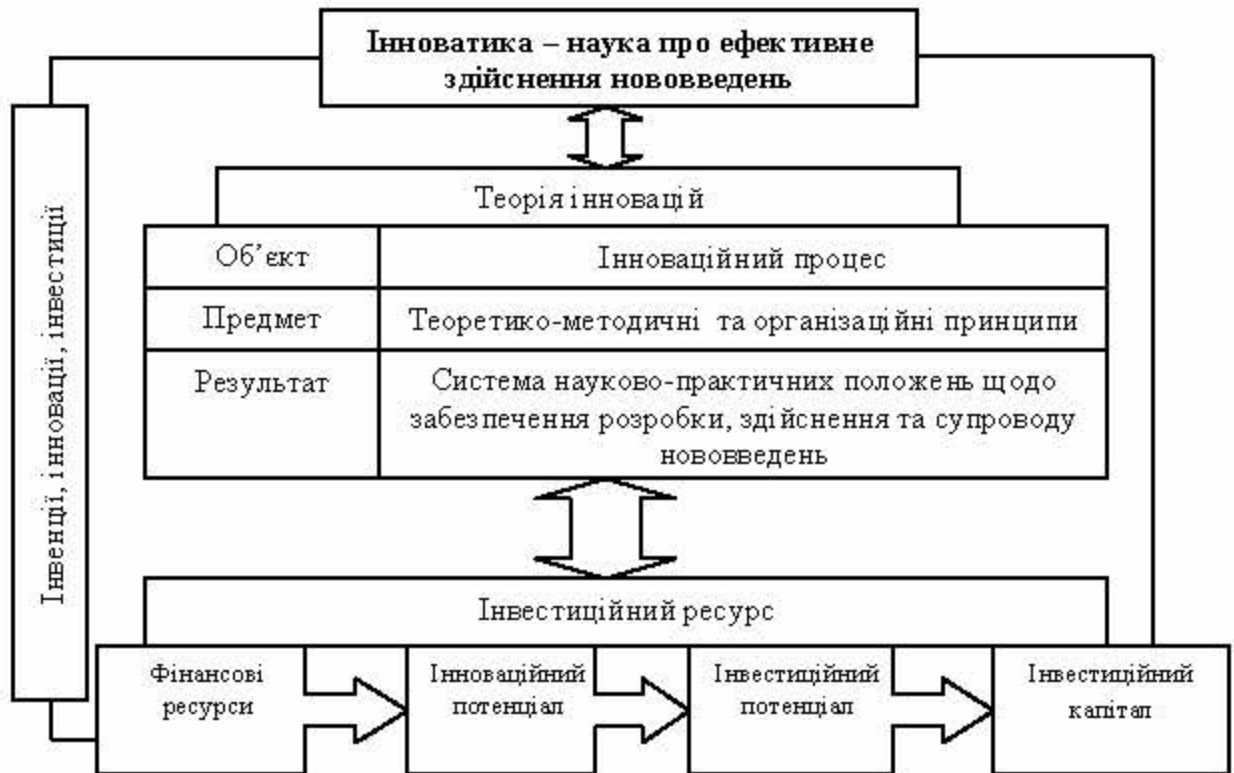 Інноватика – наука про ефективне
здійснення нововведень
Інвенції, інновації, інвестиції
Теорія інновацій
Об’єкт
Інноваційний процес
Предмет
Теоретико-методичні та організаційні принципи
Результат
Система науково-практичних положень щодо
забезпечення розробки, здійснення та супроводу
нововведень
Інвестиційний ресурс
Фінансові
ресурси
Інноваційний
потенціал
Інвестиційний
потенціал
Інвестиційний
капітал